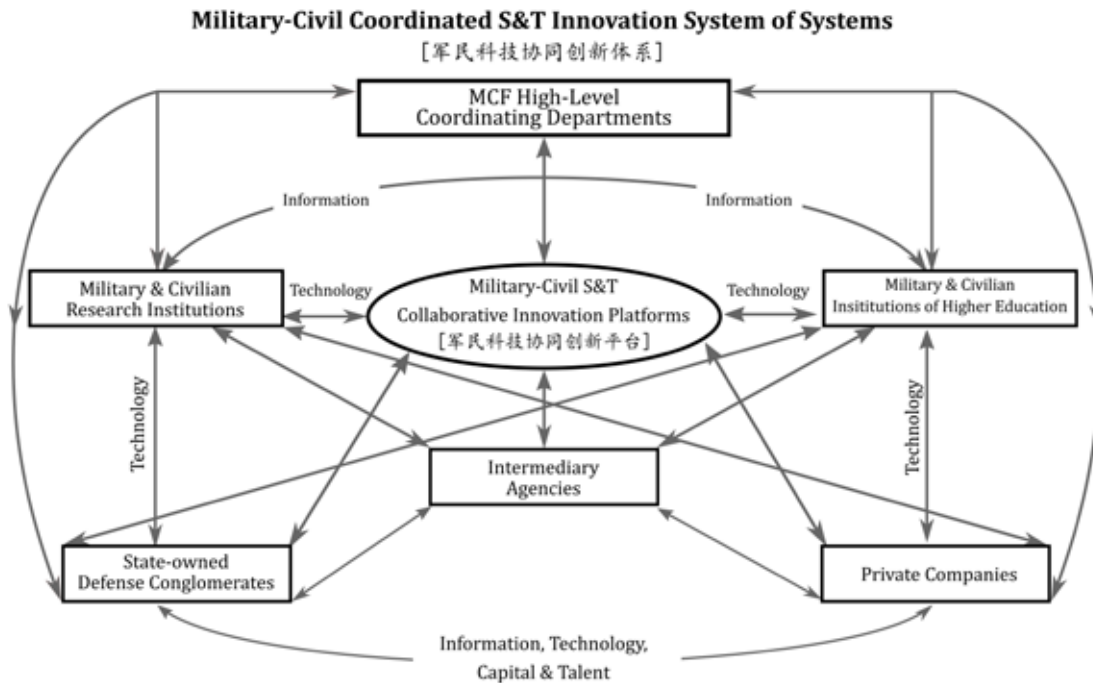 Military-Civil Coordinated S&T Innovation System of Systems
[军民科技协同创新体系]
MCF High-Level
Coordinating Departments
Information
Information
Military & Civilian
Research Institutions
Technology
Military-Civil S&T
Collaborative Innovation Platforms
[军民科技协同创新平台]
Technology
Military & Civilian
Insititutions of Higher Education
Technology
Technology
Intermediary
Agencies
State-owned
Defense Conglomerates
Private Companies
Information, Technology,
Capital & Talent